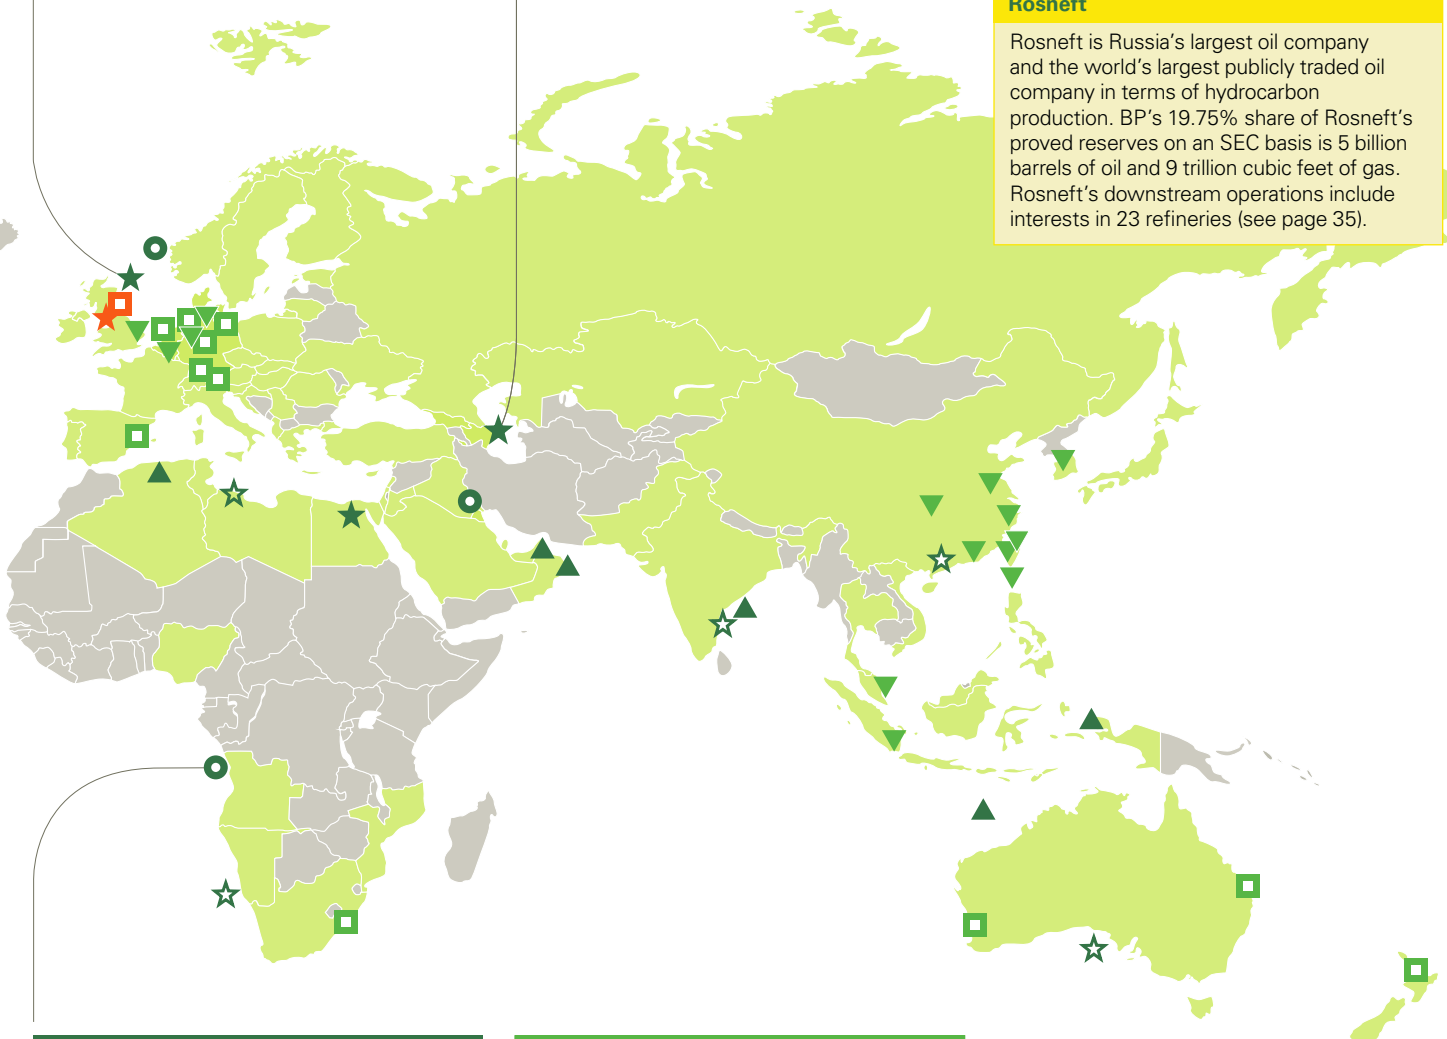 Rosneft
Rosneft is Russia's largest oil company
and the world's largest publicly traded oil
company in terms of hydrocarbon
production. BP's 19.75% share of Rosneft's
proved reserves on an SEC basis is 5 billion
barrels of oil and 9 trillion cubic feet of gas.
Rosneft's downstream operations include
interests in 23 refineries (see page 35).